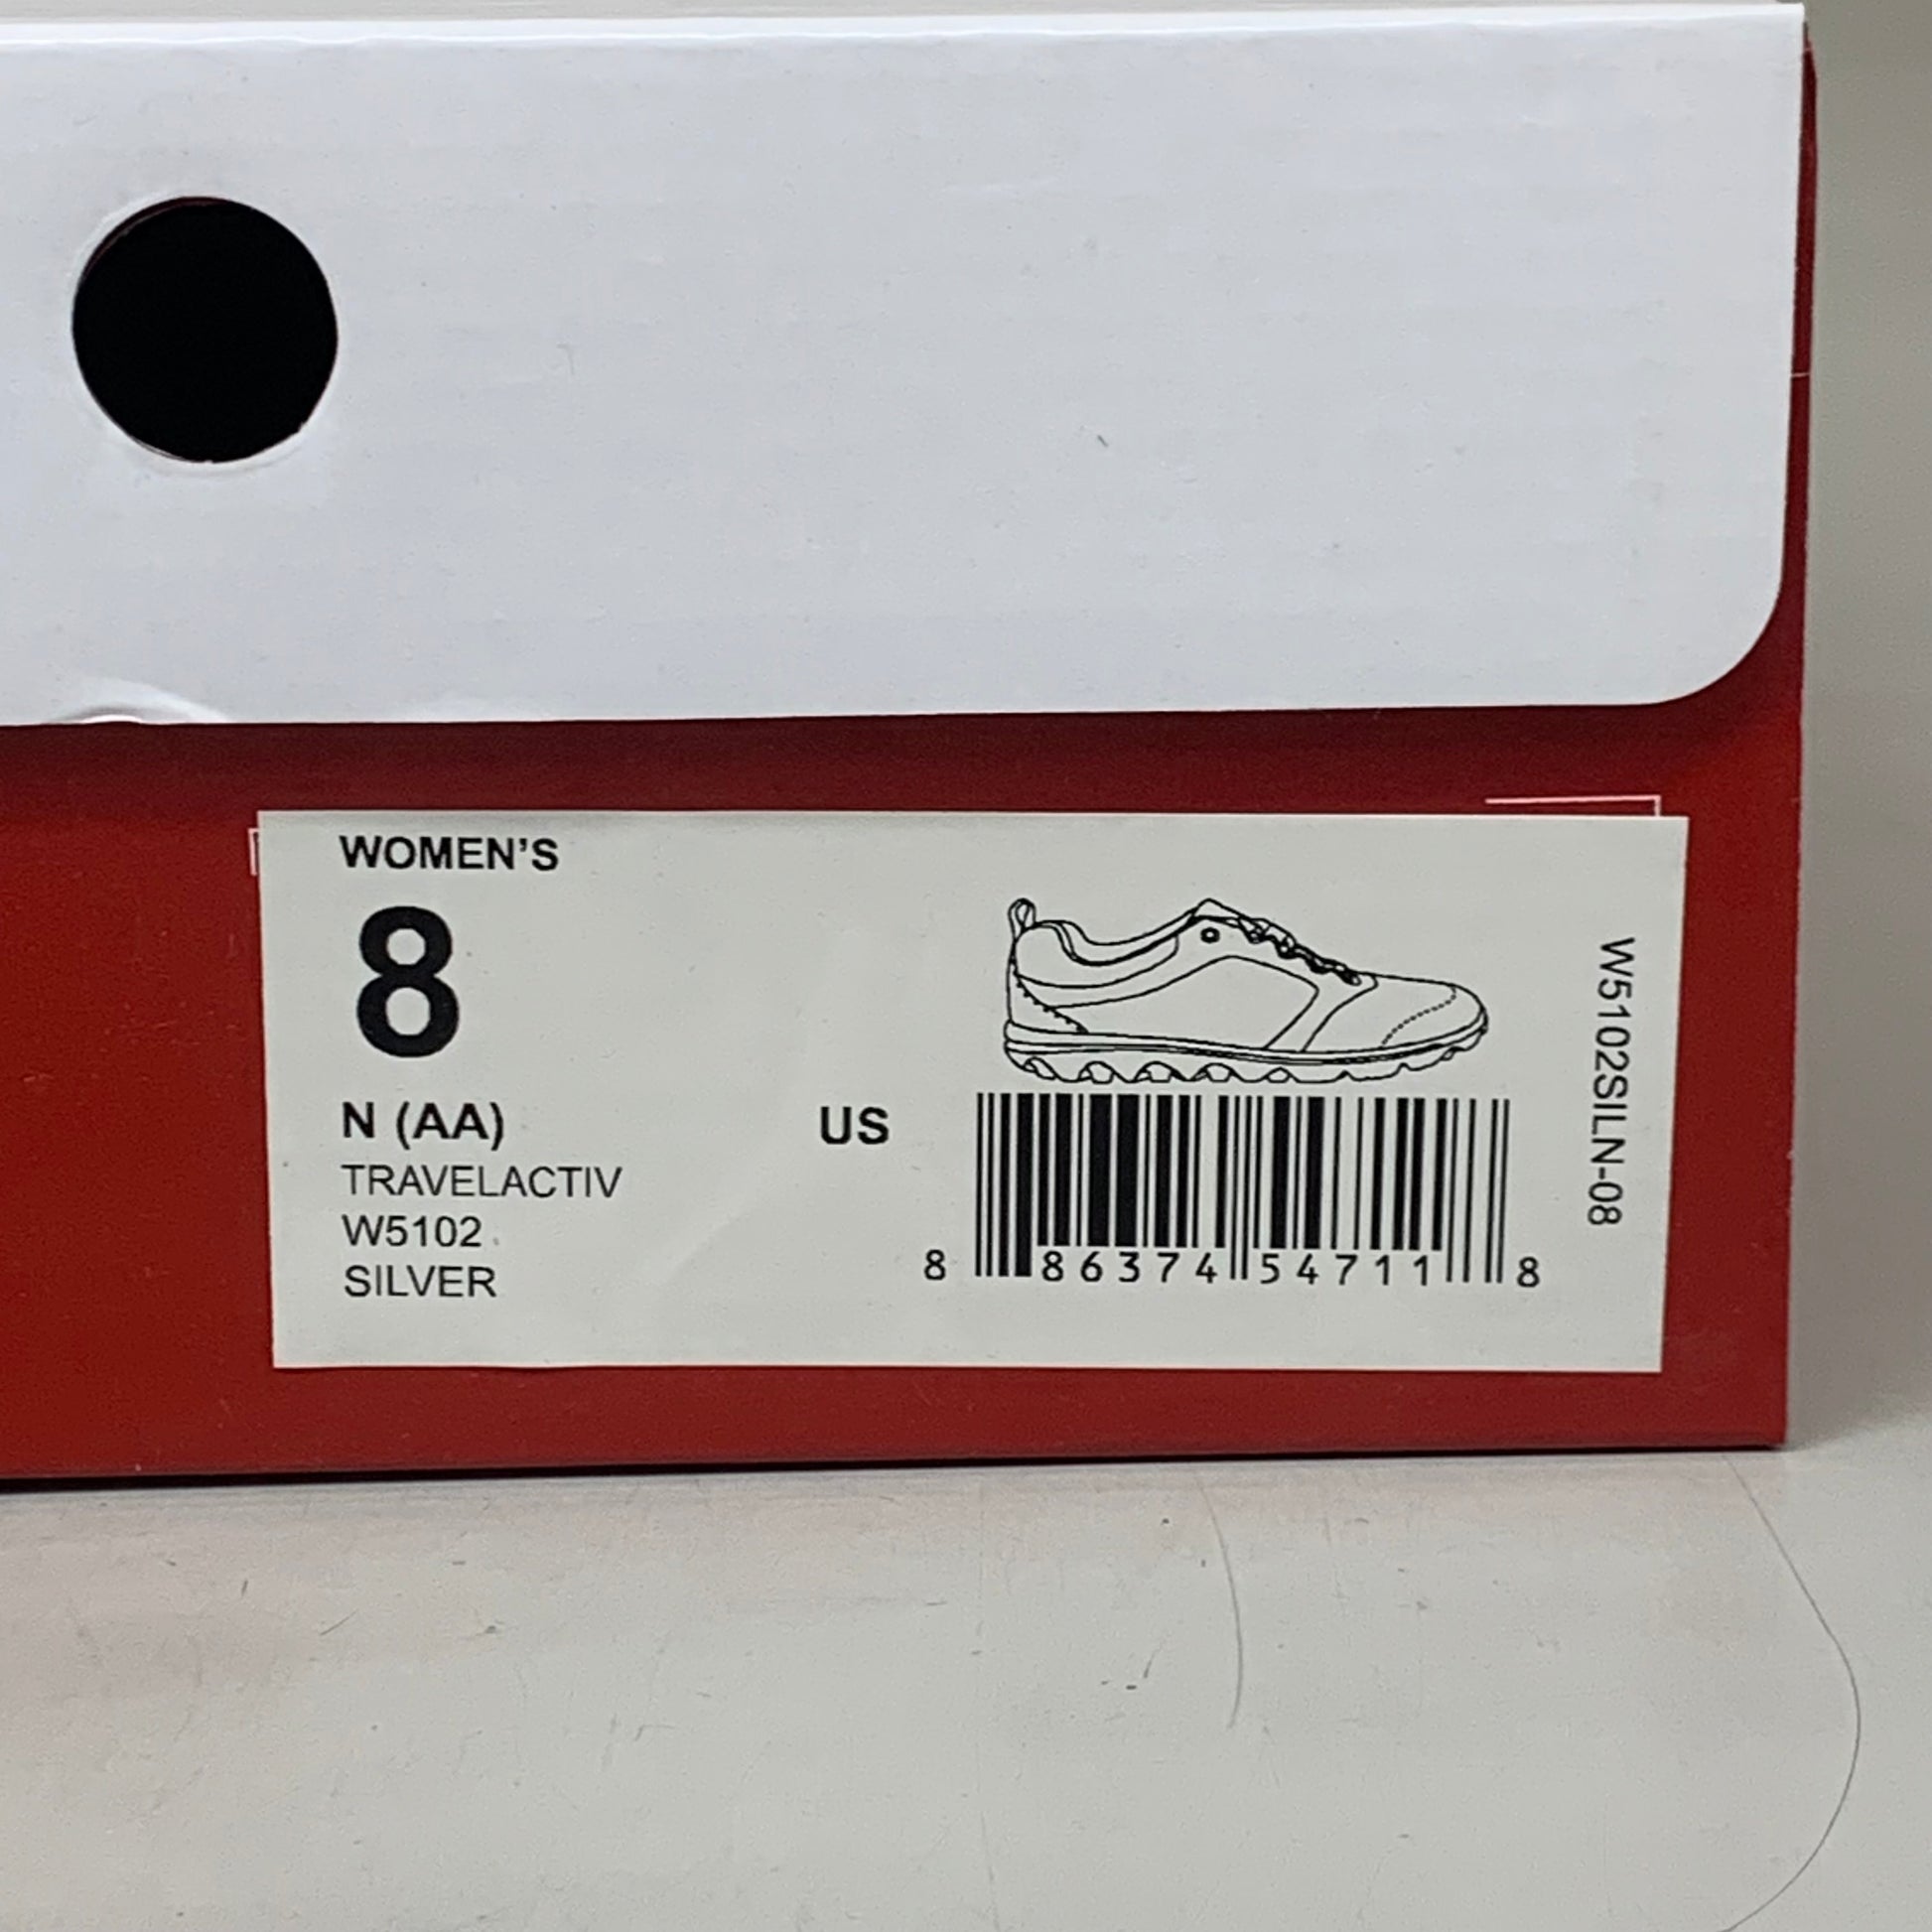 WOMEN'S
8
N (AA)
US
TRAVELACTIV
W5102
SILVER
8 86374 54711 8
W5102SILN-08